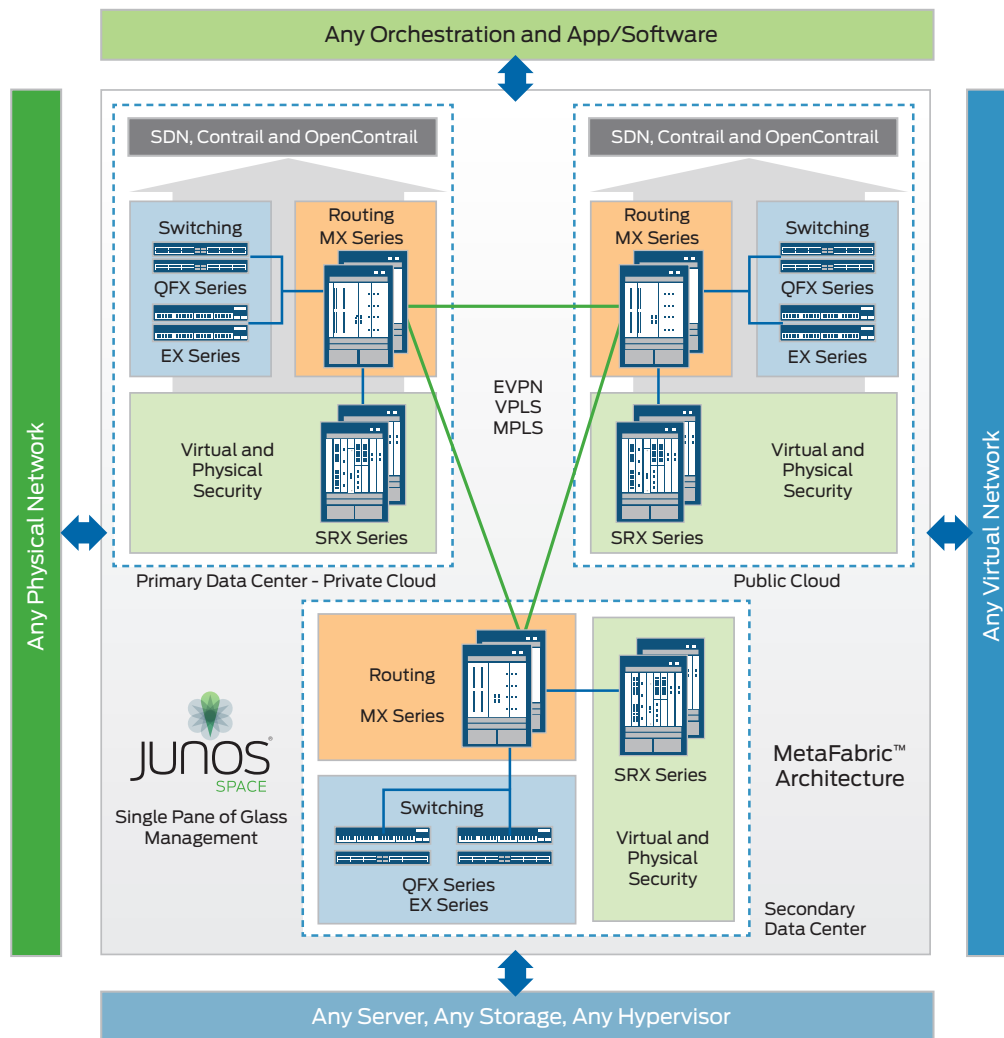 Any Orchestration and App/Software
Any Physical Network
Any Virtual Network
SDN, Contrail and OpenContrail
Switching
QFX Series
EX Series
Routing
MX Series
Virtual and
Physical
Security
SRX Series
Primary Data Center - Private Cloud
EVPN
VPLS
MPLS
SDN, Contrail and OpenContrail
Routing
MX Series
Switching
QFX Series
EX Series
SRX Series
Virtual and
Physical
Security
Public Cloud
JUNOS®
SPACE
Single Pane of Glass
Management
Routing
MX Series
SRX Series
Switching
QFX Series
EX Series
Virtual and
Physical
Security
MetaFabric™
Architecture
Secondary
Data Center
Any Server, Any Storage, Any Hypervisor